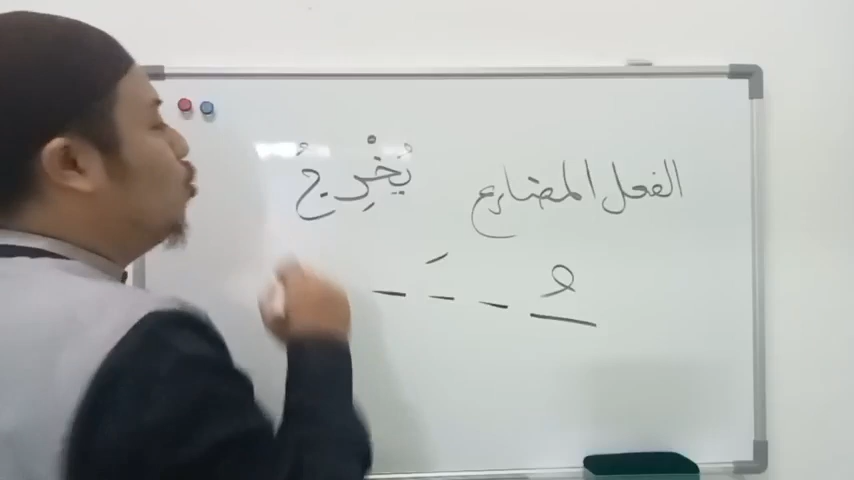 الفعل المضارع يُخْرِجُ
ُ _ _ َ _ _